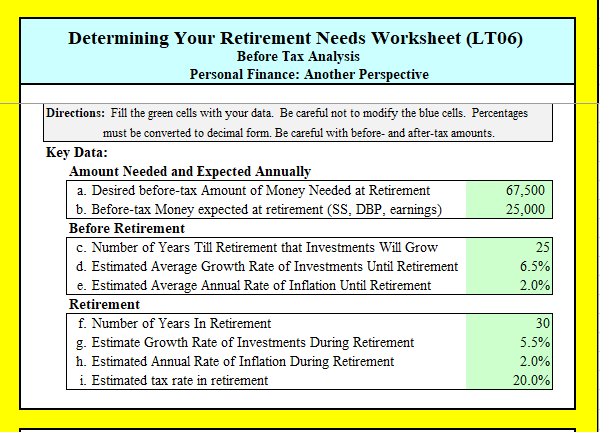 Determining Your Retirement Needs Worksheet (LT06)
Before Tax Analysis
Personal Finance: Another Perspective
Directions: Fill the green cells with your data. Be careful not to modify the blue cells. Percentages
must be converted to decimal form. Be careful with before- and after-tax amounts.
Key Data:
Amount Needed and Expected Annually
a. Desired before-tax Amount of Money Needed at Retirement 67,500
b. Before-tax Money expected at retirement (SS, DBP, earnings) 25,000
Before Retirement
c. Number of Years Till Retirement that Investments Will Grow 25
d. Estimated Average Growth Rate of Investments Until Retirement 6.5%
e. Estimated Average Annual Rate of Inflation Until Retirement 2.0%
Retirement
f. Number of Years In Retirement 30
g. Estimate Growth Rate of Investments During Retirement 5.5%
h. Estimated Annual Rate of Inflation During Retirement 2.0%
i. Estimated tax rate in retirement 20.0%